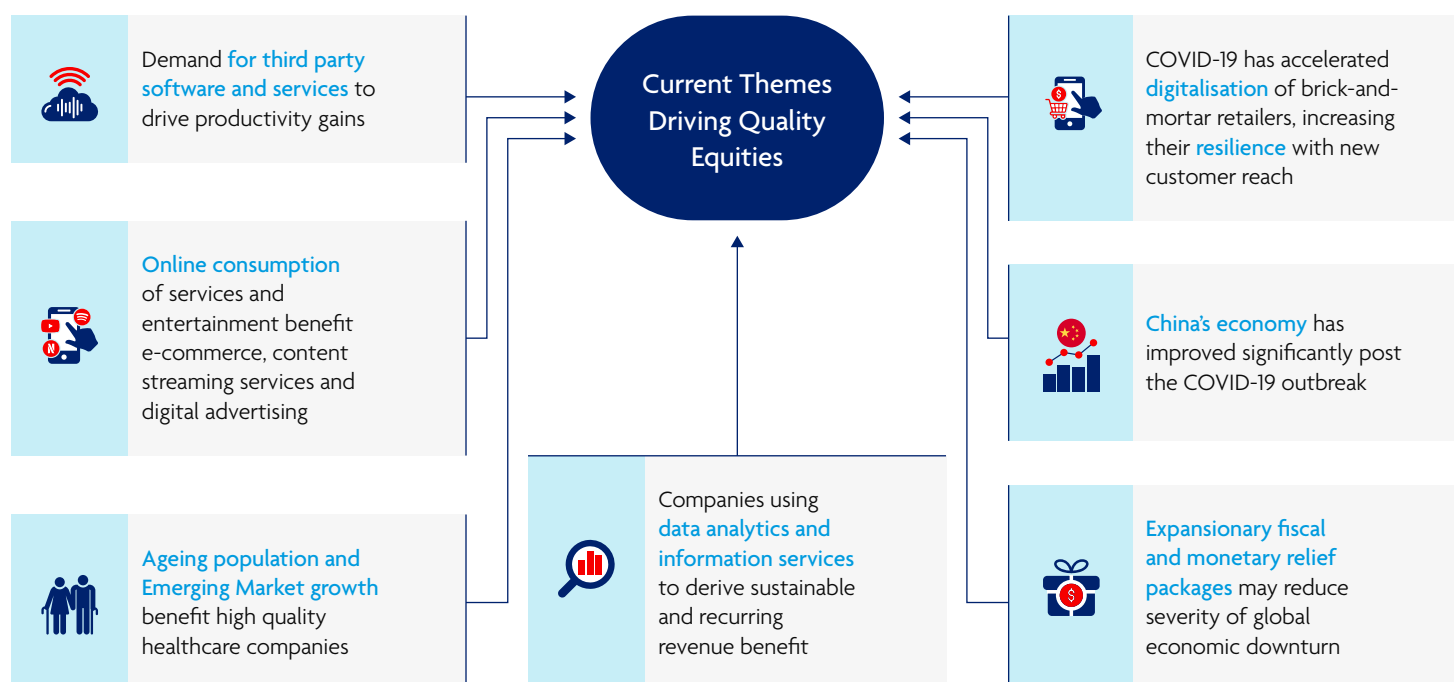 Current Themes
Driving Quality
Equities
Demand for third party
software and services to
drive productivity gains
Online consumption
of services and
entertainment benefit
e-commerce, content
streaming services and
digital advertising
Ageing population and
Emerging Market growth
benefit high quality
healthcare companies
Companies using
data analytics and
information services
to derive sustainable
and recurring
revenue benefit
COVID-19 has accelerated
digitalisation of brick-and-
mortar retailers, increasing
their resilience with new
customer reach
China’s economy has
improved significantly post
the COVID-19 outbreak
Expansionary fiscal
and monetary relief
packages may reduce
severity of global
economic downturn
$
N
$